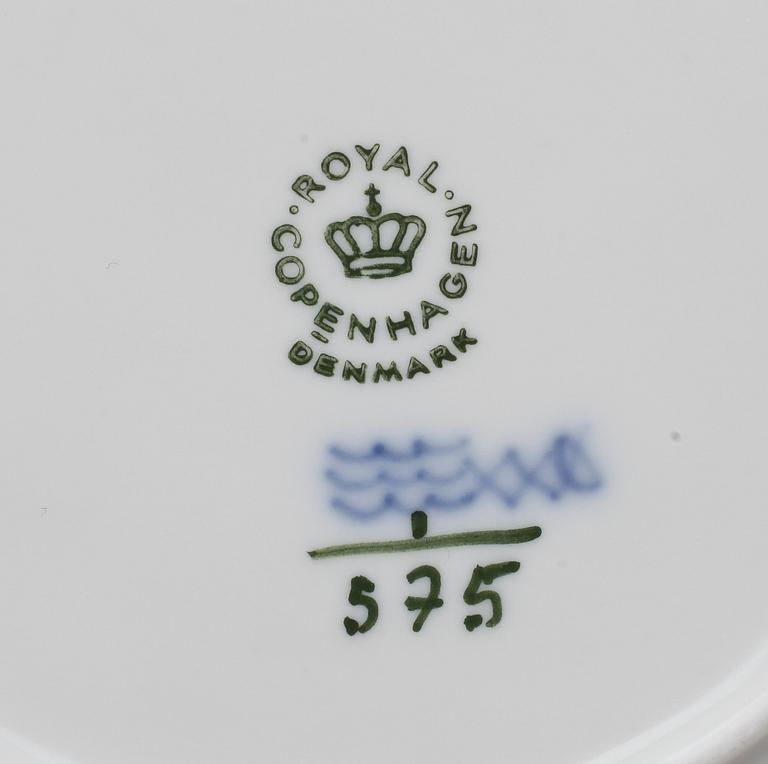 ROYAL
COPENHAGEN
DENMARK
1
575